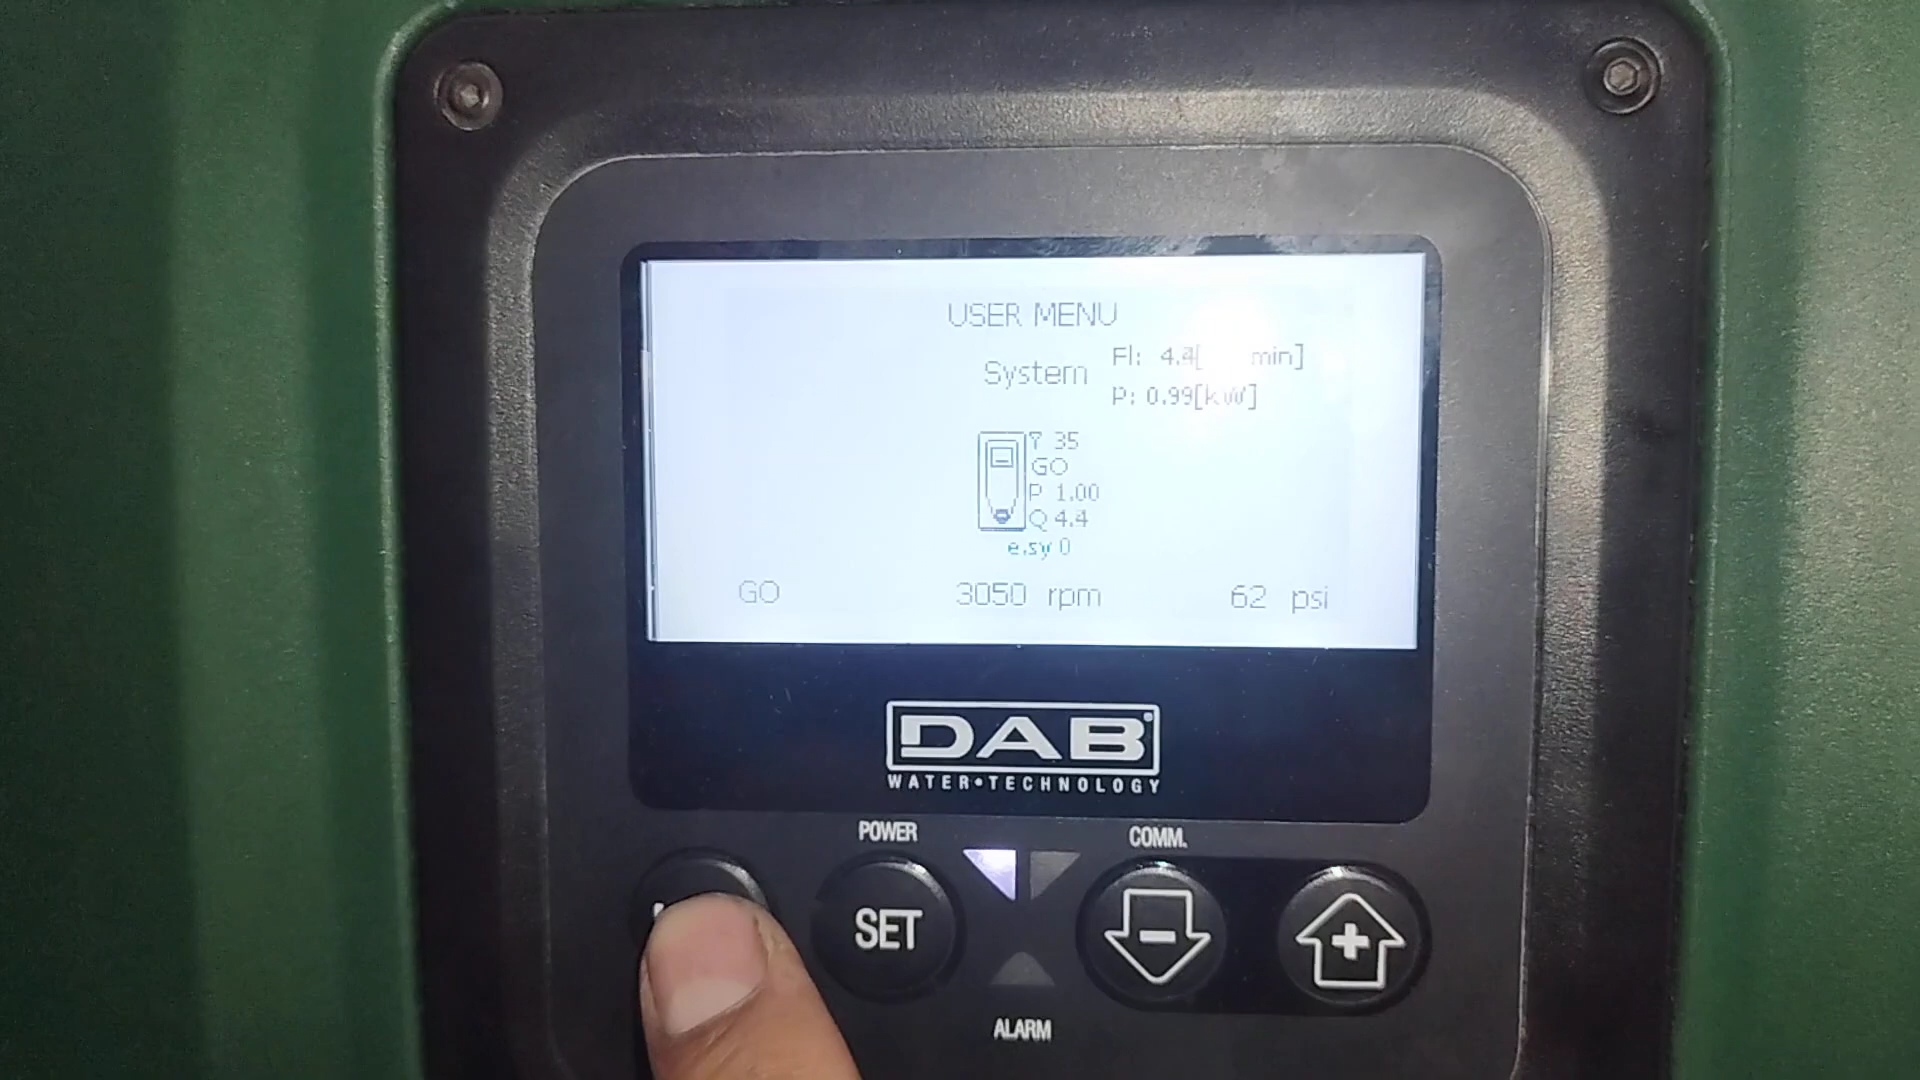 USER MENU
System
Fl: 4.4[ min]
P: 0.99[kW]
35
GO
P 1.00
Q 4.4
e.sy 0
GO 3050 rpm 62 psi
DAB
WATER•TECHNOLOGY
POWER
COMM.
SET
-
+
ALARM